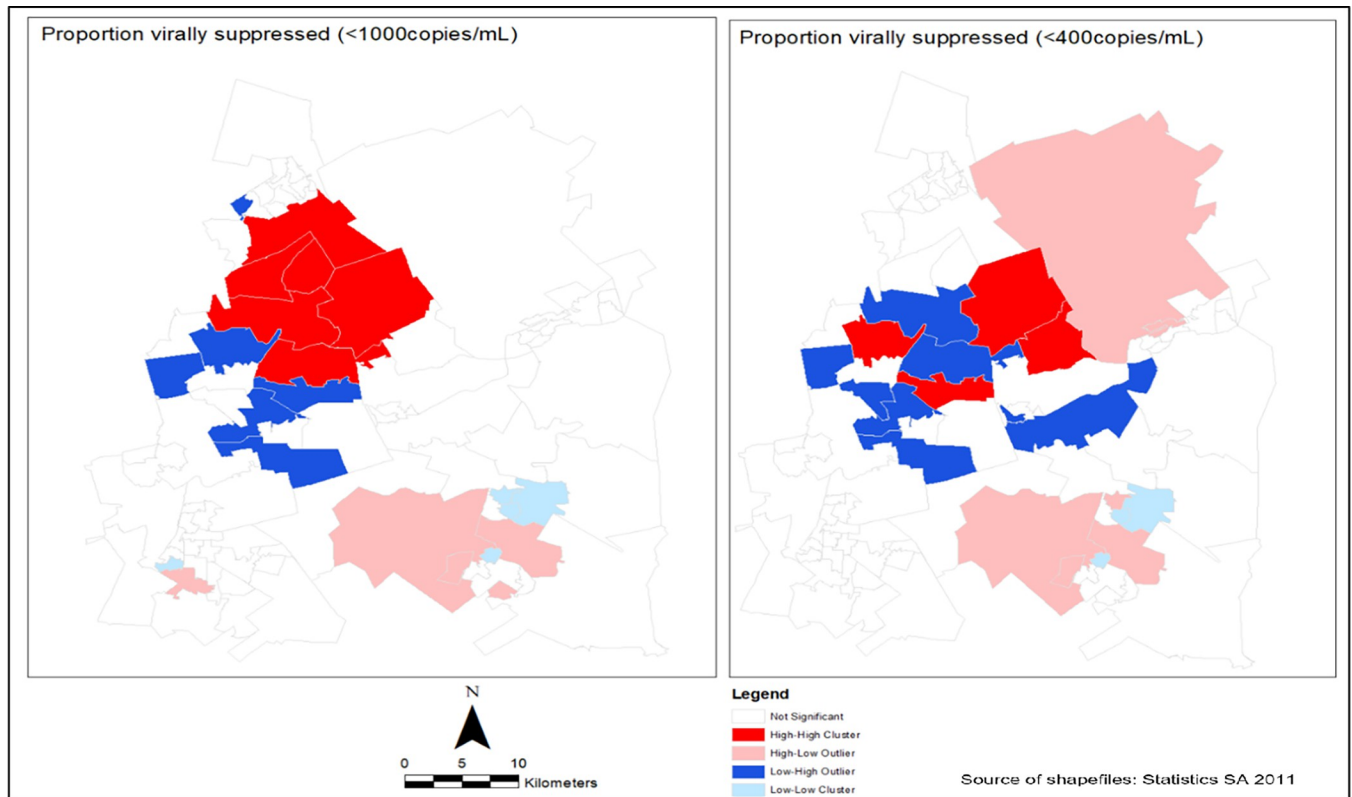 Proportion virally suppressed (<1000copies/mL)
Proportion virally suppressed (<400copies/mL)
N
0 5 10
Kilometers
Legend
Not Significant
High-High Cluster
High-Low Outlier
Low-High Outlier
Low-Low Cluster
Source of shapefiles: Statistics SA 2011